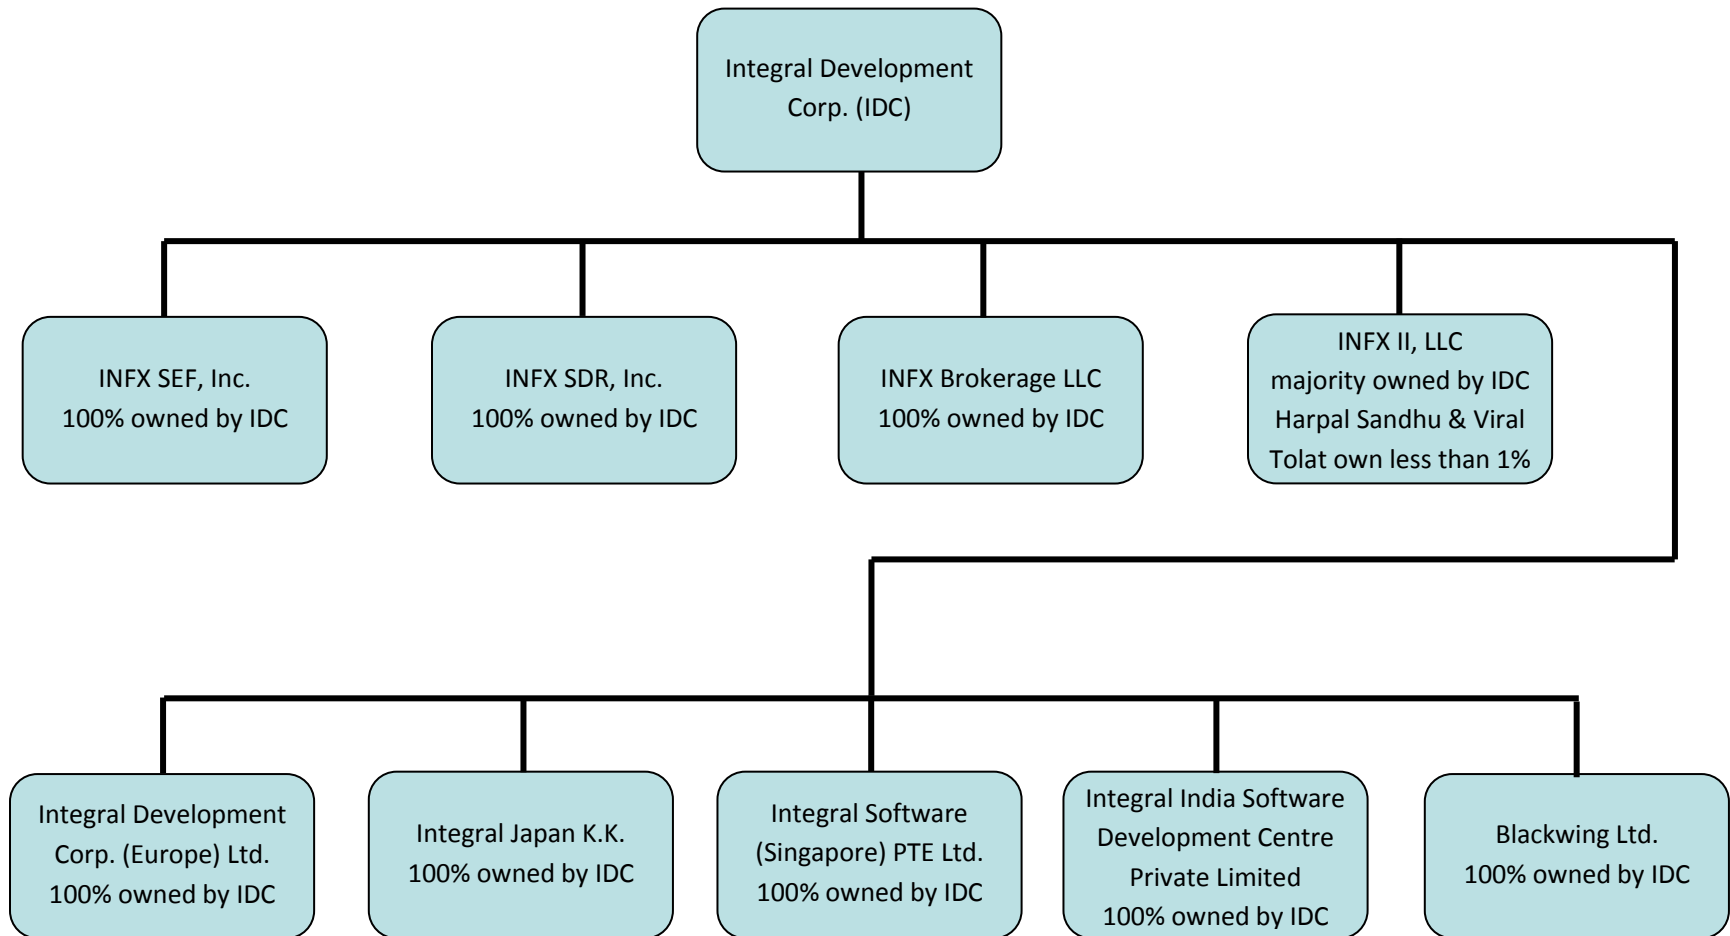 Integral Development
Corp. (IDC)
INFX SEF, Inc.
100% owned by IDC
INFX SDR, Inc.
100% owned by IDC
INFX Brokerage LLC
100% owned by IDC
INFX II, LLC
majority owned by IDC
Harpal Sandhu & Viral
Tolat own less than 1%
Integral Development
Corp. (Europe) Ltd.
100% owned by IDC
Integral Japan K.K.
100% owned by IDC
Integral Software
(Singapore) PTE Ltd.
100% owned by IDC
Integral India Software
Development Centre
Private Limited
100% owned by IDC
Blackwing Ltd.
100% owned by IDC